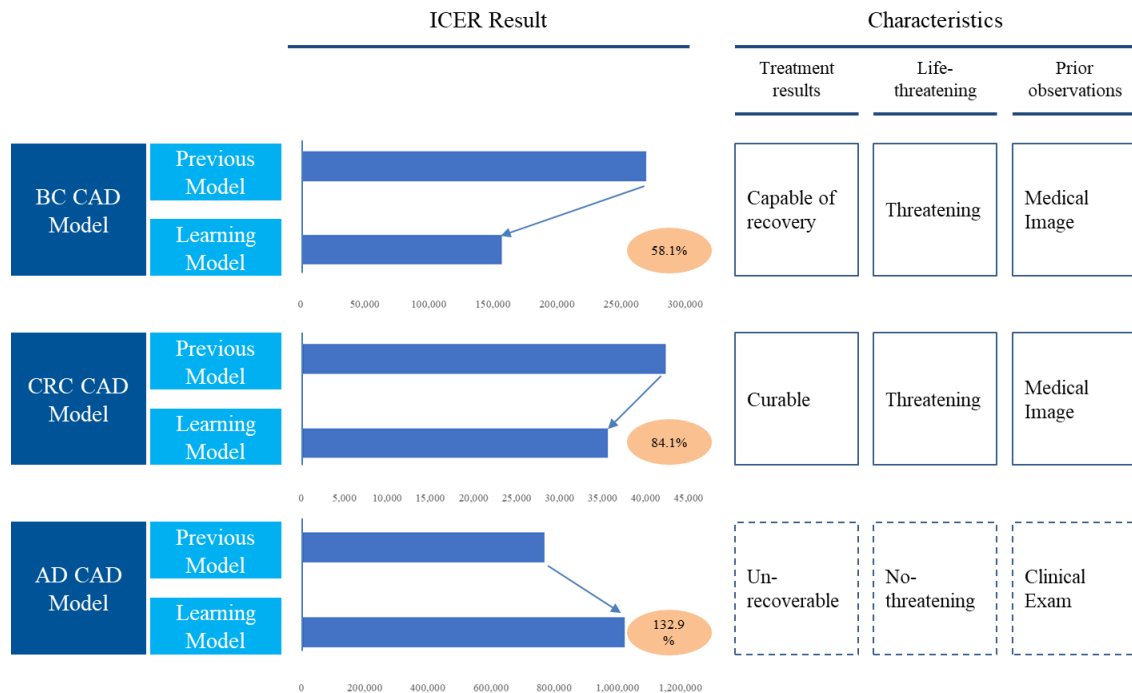 ICER Result
Characteristics
Treatment
results
Life-
threatening
Prior
observations
BC CAD
Model
Previous
Model
Learning
Model
58.1%
0 50,000 100,000 150,000 200,000 250,000 300,000
Capable of
recovery
Threatening
Medical
Image
CRC CAD
Model
Previous
Model
Learning
Model
84.1%
0 5,000 10,000 15,000 20,000 25,000 30,000 35,000 40,000 45,000
Curable
Threatening
Medical
Image
AD CAD
Model
Previous
Model
Learning
Model
132.9
%
0 200,000 400,000 600,000 800,000 1,000,000 1,200,000
Un-
recoverable
No-
threatening
Clinical
Exam